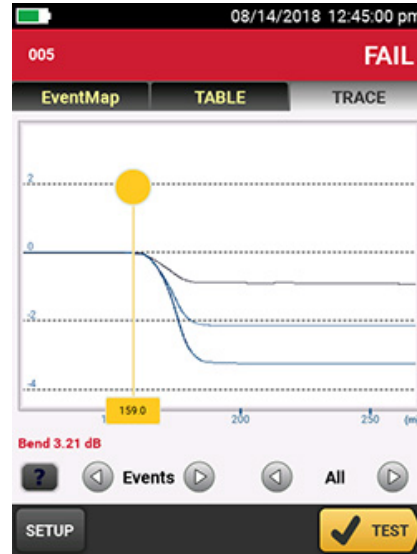 08/14/2018 12:45:00 pm
005 FAIL
EventMap TABLE TRACE
2
0
-2
-4
159.0
200 250 (m
Bend 3.21 dB
? Events All
SETUP TEST